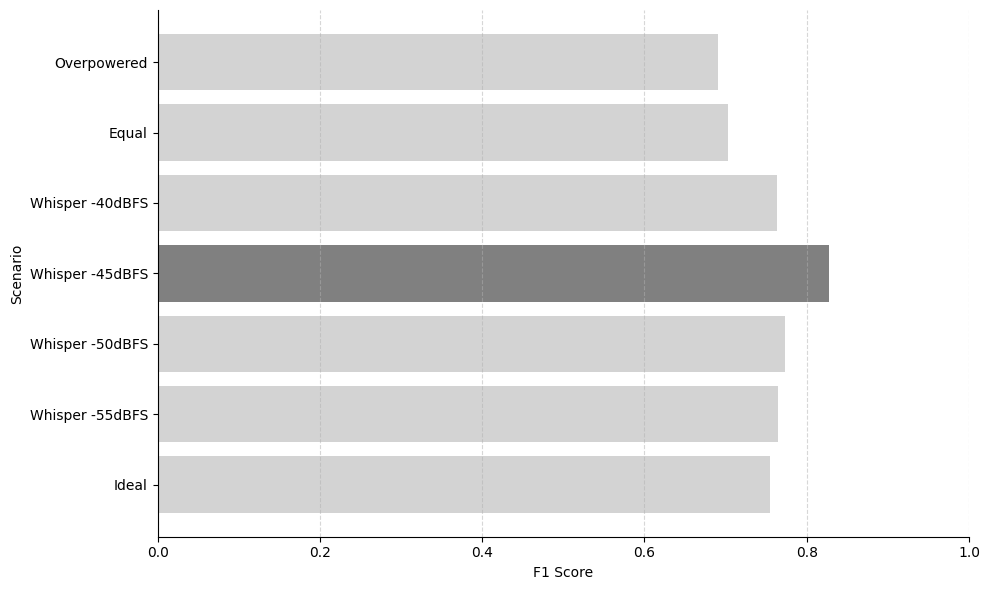 Scenario
Overpowered
Equal
Whisper -40dBFS
Whisper -45dBFS
Whisper -50dBFS
Whisper -55dBFS
Ideal
0.0 0.2 0.4 0.6 0.8 1.0
F1 Score